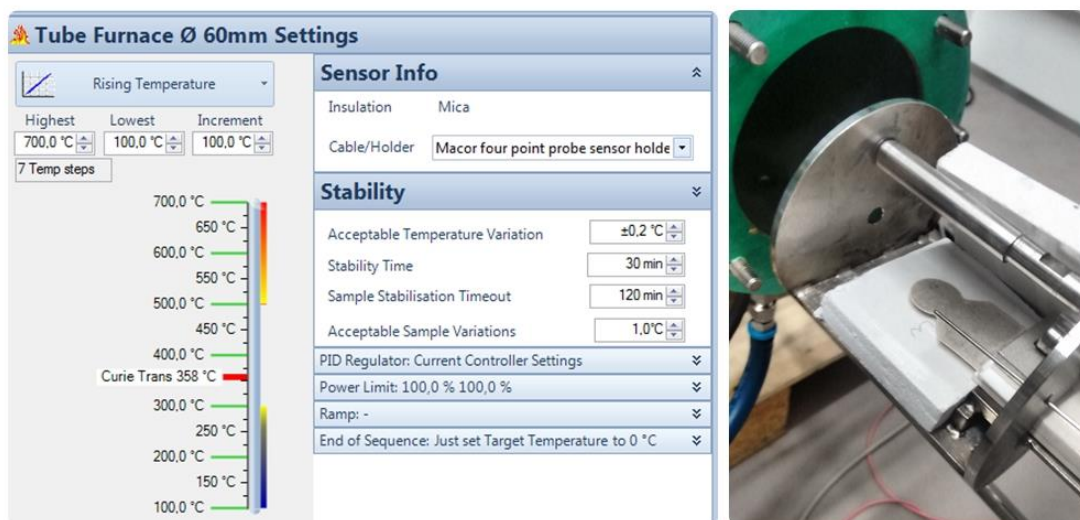 Tube Furnace Ø 60mm Settings
Rising Temperature
Highest Lowest Increment
700,0 °C 100,0 °C 100,0 °C
7 Temp steps
700,0 °C
650 °C
600,0 °C
550 °C
500,0 °C
450 °C
400,0 °C
Curie Trans 358 °C
300,0 °C
250 °C
200,0 °C
150 °C
100,0 °C
Sensor Info
Insulation Mica
Cable/Holder Macor four point probe sensor holde
Stability
Acceptable Temperature Variation ±0,2 °C
Stability Time 30 min
Sample Stabilisation Timeout 120 min
Acceptable Sample Variations 1,0°C
PID Regulator: Current Controller Settings
Power Limit: 100,0 % 100,0 %
Ramp: -
End of Sequence: Just set Target Temperature to 0 °C